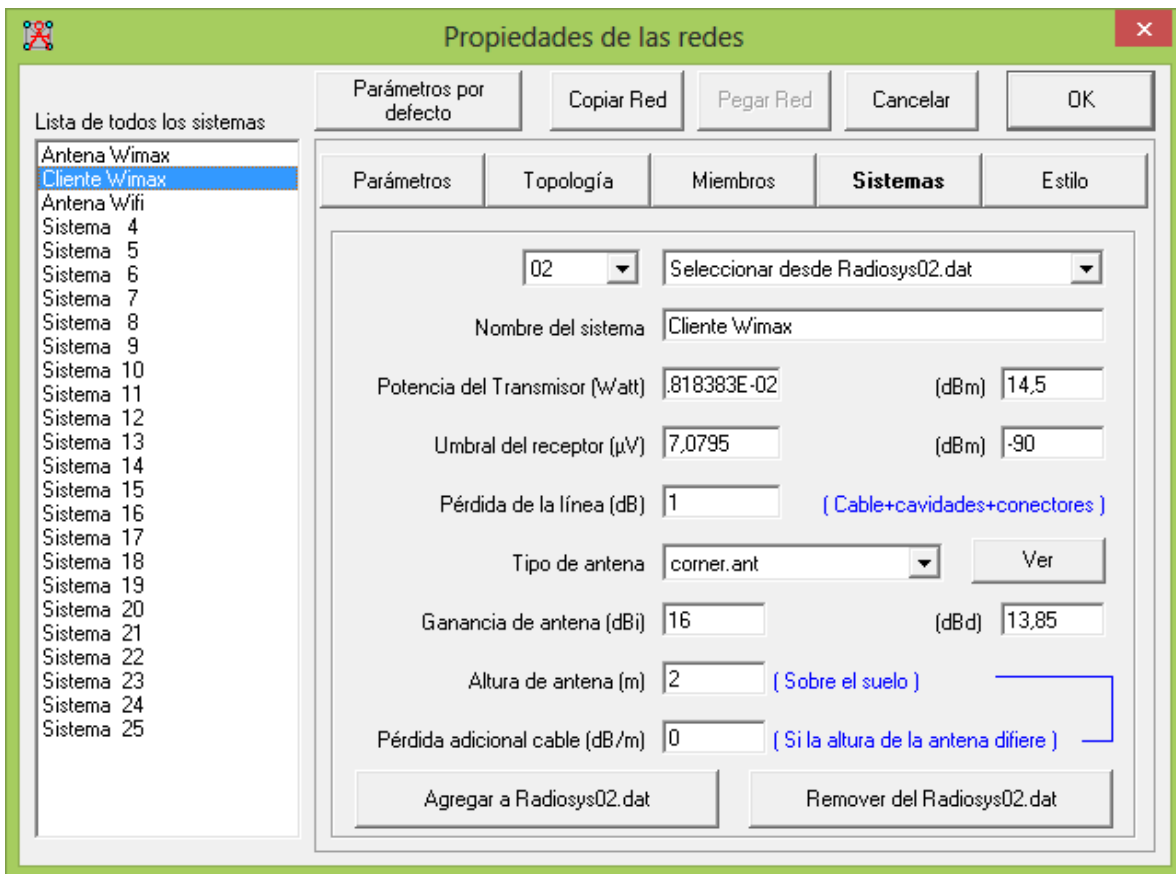 Propiedades de las redes
Lista de todos los sistemas
Parámetros por
defecto
Copiar Red
Pegar Red
Cancelar
OK
Antena Wimax
Cliente Wimax
Antena Wifi
Sistema 4
Sistema 5
Sistema 6
Sistema 7
Sistema 8
Sistema 9
Sistema 10
Sistema 11
Sistema 12
Sistema 13
Sistema 14
Sistema 15
Sistema 16
Sistema 17
Sistema 18
Sistema 19
Sistema 20
Sistema 21
Sistema 22
Sistema 23
Sistema 24
Sistema 25
Parámetros Topología Miembros Sistemas Estilo
02 Seleccionar desde Radiosys02.dat
Nombre del sistema Cliente Wimax
Potencia del Transmisor (Watt) .818383E-02 (dBm) 14,5
Umbral del receptor (µV) 7,0795 (dBm) -90
Pérdida de la línea (dB) 1 ( Cable+cavidades+conectores )
Tipo de antena corner.ant Ver
Ganancia de antena (dBi) 16 (dBd) 13,85
Altura de antena (m) 2 ( Sobre el suelo )
Pérdida adicional cable (dB/m) 0 ( Si la altura de la antena difiere )
Agregar a Radiosys02.dat Remover del Radiosys02.dat